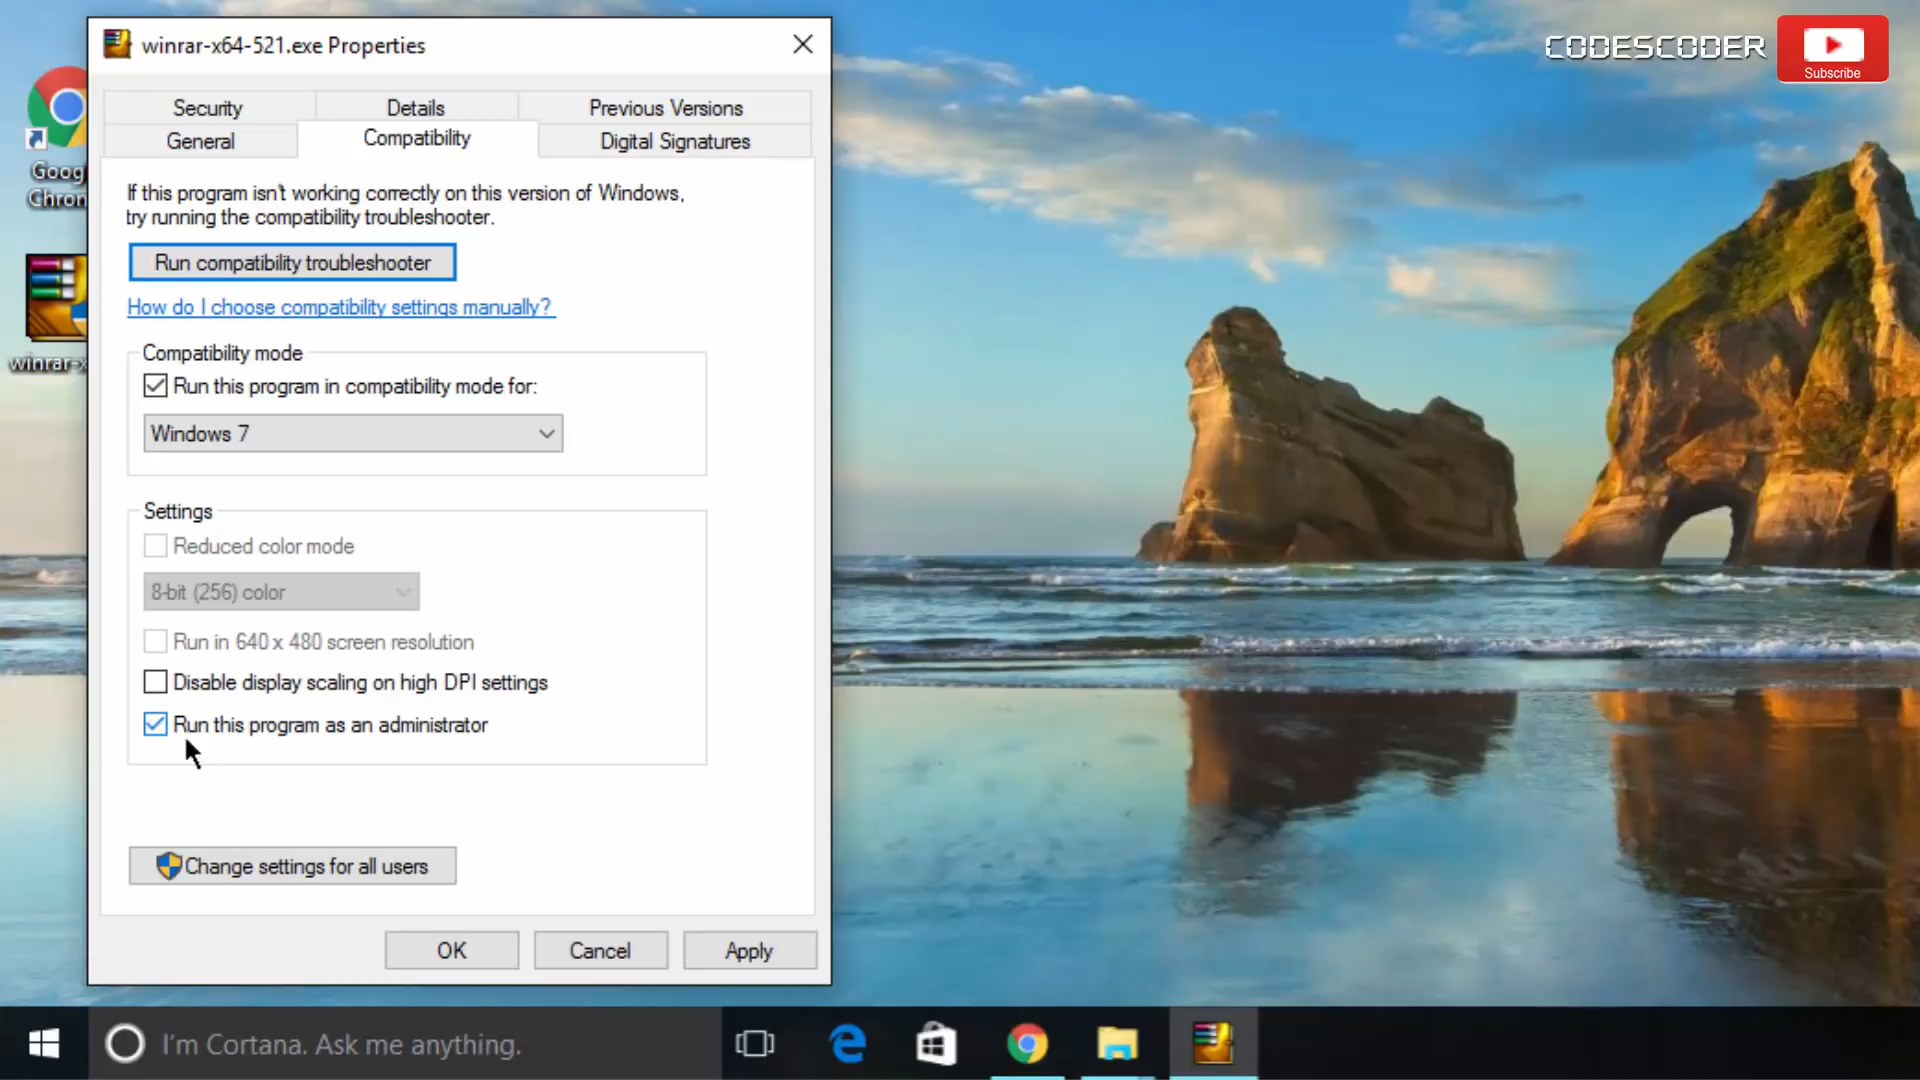 winrar-x64-521.exe Properties
CODESCODER
Subscribe
Security
Details
Previous Versions
General
Compatibility
Digital Signatures
If this program isn't working correctly on this version of Windows,
try running the compatibility troubleshooter.
Run compatibility troubleshooter
How do I choose compatibility settings manually?
Compatibility mode
Run this program in compatibility mode for:
Windows 7
Settings
Reduced color mode
8-bit (256) color
Run in 640 x 480 screen resolution
Disable display scaling on high DPI settings
Run this program as an administrator
Change settings for all users
OK
Cancel
Apply
Goog
Chron
winrar-x
I'm Cortana. Ask me anything.